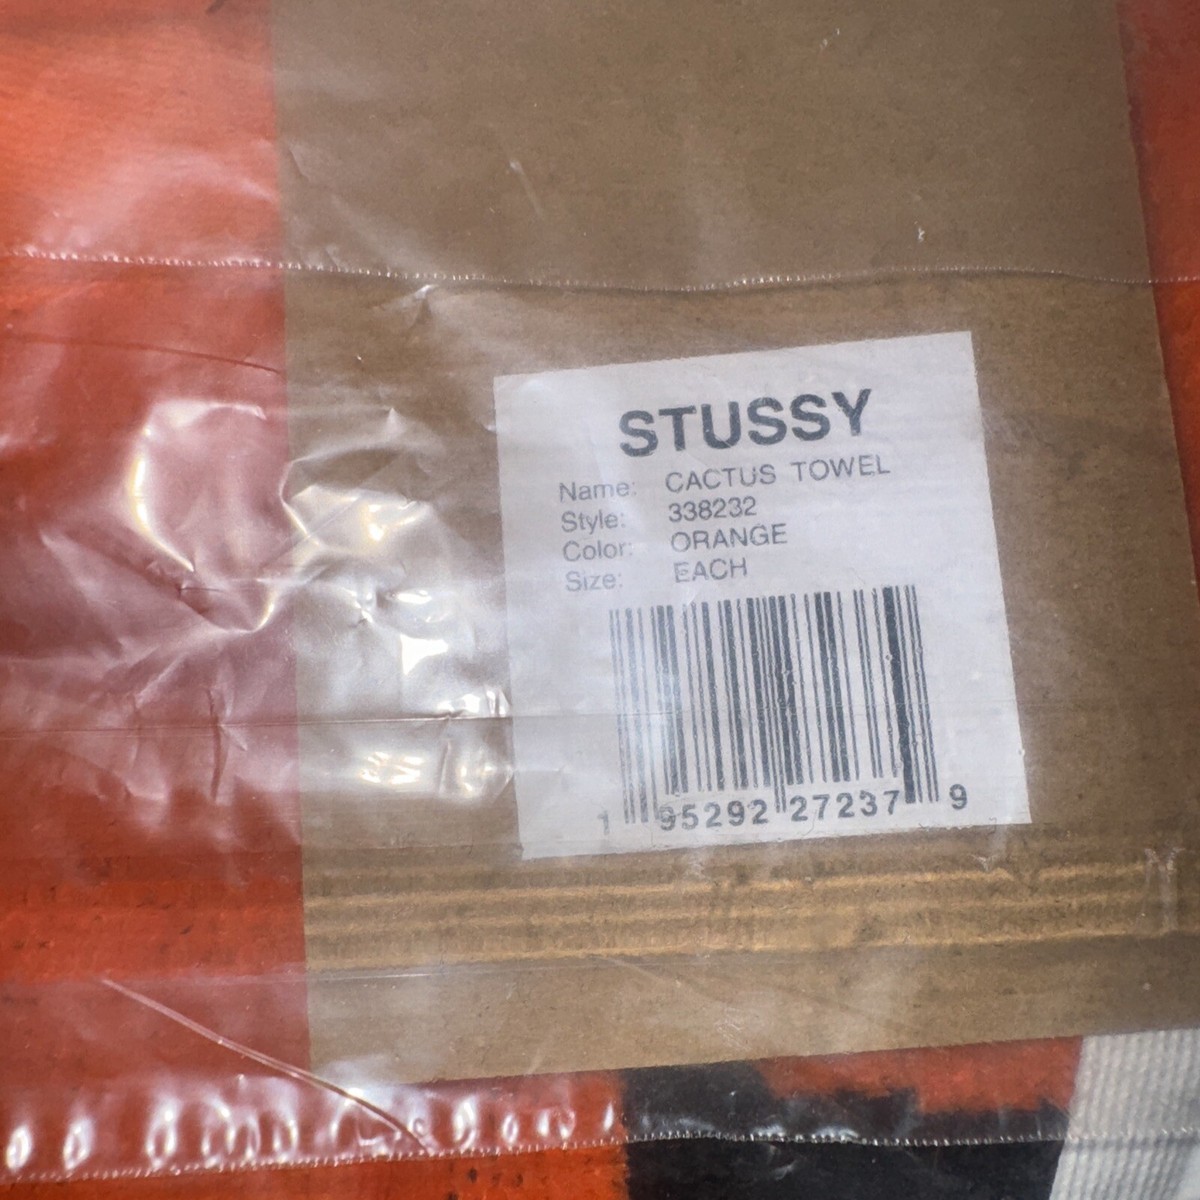 STUSSY
Name: CACTUS TOWEL
Style: 338232
Color: ORANGE
Size: EACH
1 95292 27237 9